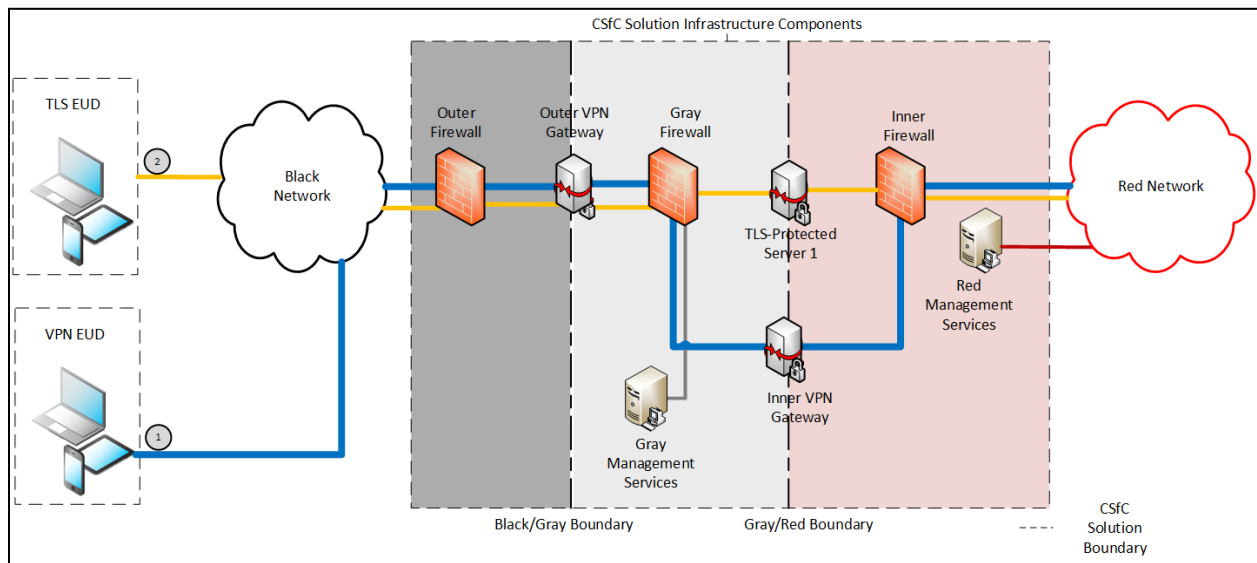 CSfC Solution Infrastructure Components
TLS EUD
2
VPN EUD
1
Black
Network
Outer
Firewall
Outer VPN
Gateway
Gray
Firewall
TLS-Protected
Server 1
Inner
Firewall
Red Network
Red
Management
Services
Inner VPN
Gateway
Gray
Management
Services
Black/Gray Boundary
Gray/Red Boundary
CSfC
Solution
Boundary